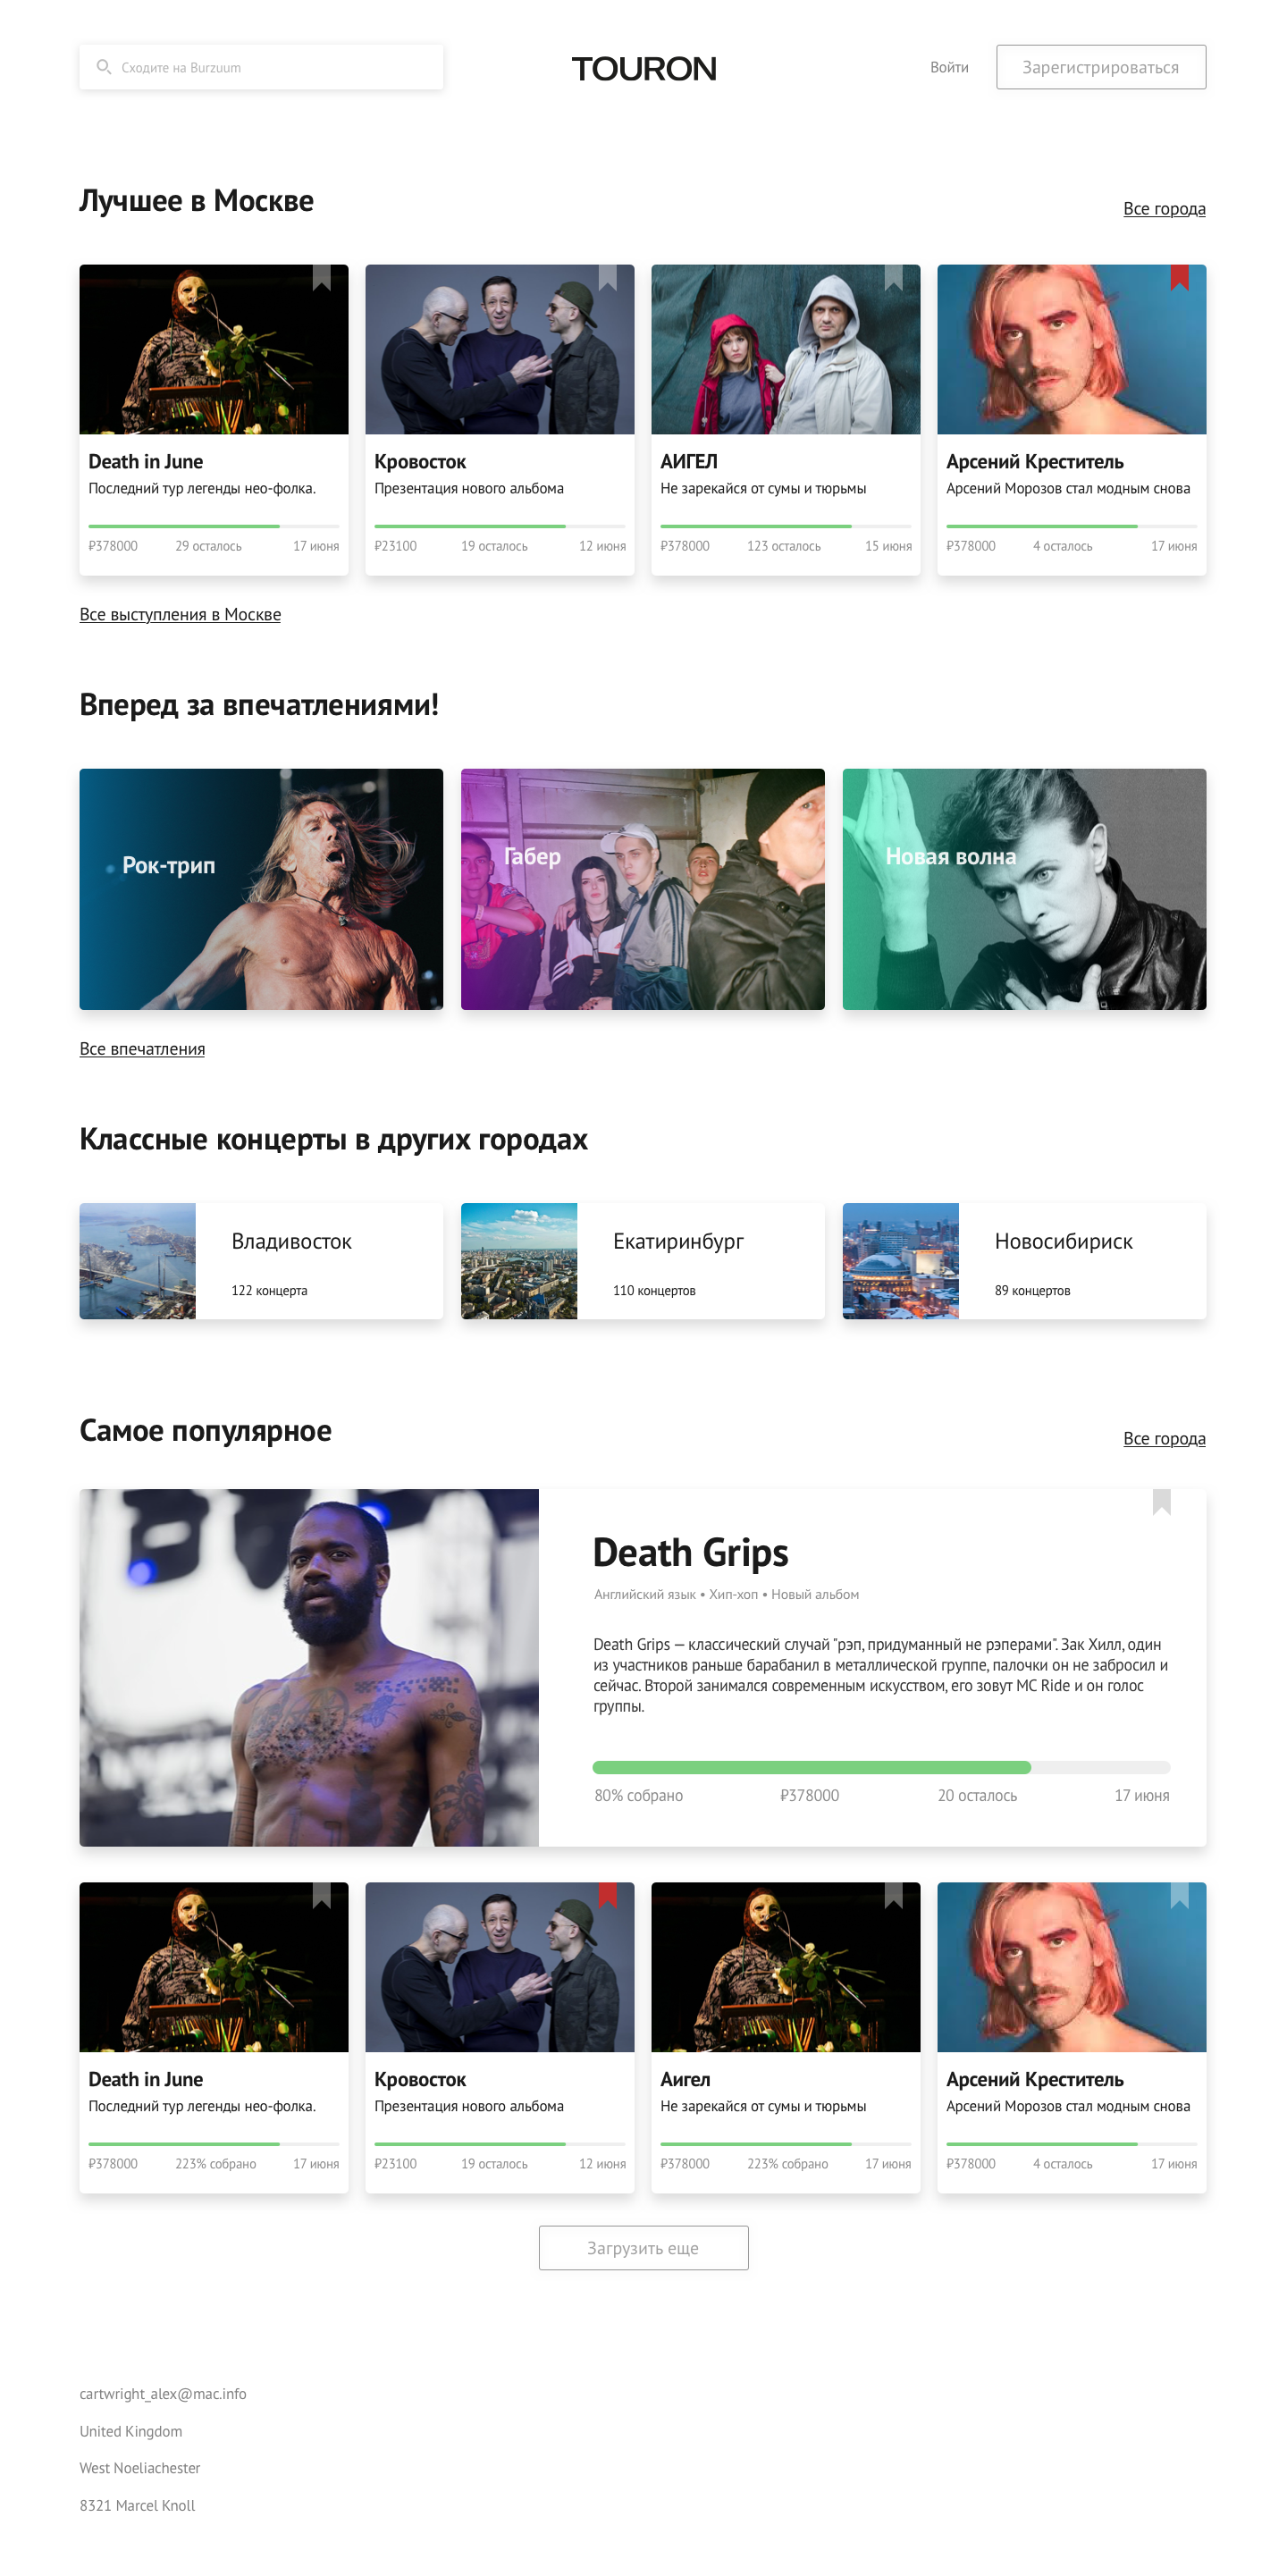 Сходите на Burzuum
TOURON
Войти
Зарегистрироваться
Лучшее в Москве
Все города
Death in June
Последний тур легенды нео-фолка.
₽378000 29 осталось 17 июня
Кровосток
Презентация нового альбома
₽23100 19 осталось 12 июня
АИГЕЛ
Не зарекайся от сумы и тюрьмы
₽378000 123 осталось 15 июня
Арсений Креститель
Арсений Морозов стал модным снова
₽378000 4 осталось 17 июня
Все выступления в Москве
Вперед за впечатлениями!
Рок-трип
Габер
Новая волна
Все впечатления
Классные концерты в других городах
Владивосток
122 концерта
Екатиринбург
110 концертов
Новосибириск
89 концертов
Самое популярное
Все города
Death Grips
Английский язык • Хип-хоп • Новый альбом
Death Grips — классический случай "рэп, придуманный не рэперами". Зак Хилл, один
из участников раньше барабанил в металлической группе, палочки он не забросил и
сейчас. Второй занимался современным искусством, его зовут MC Ride и он голос
группы.
80% собрано ₽378000 20 осталось 17 июня
Death in June
Последний тур легенды нео-фолка.
₽378000 223% собрано 17 июня
Кровосток
Презентация нового альбома
₽23100 19 осталось 12 июня
Аигел
Не зарекайся от сумы и тюрьмы
₽378000 223% собрано 17 июня
Арсений Креститель
Арсений Морозов стал модным снова
₽378000 4 осталось 17 июня
Загрузить еще
cartwright_alex@mac.info
United Kingdom
West Noeliachester
8321 Marcel Knoll